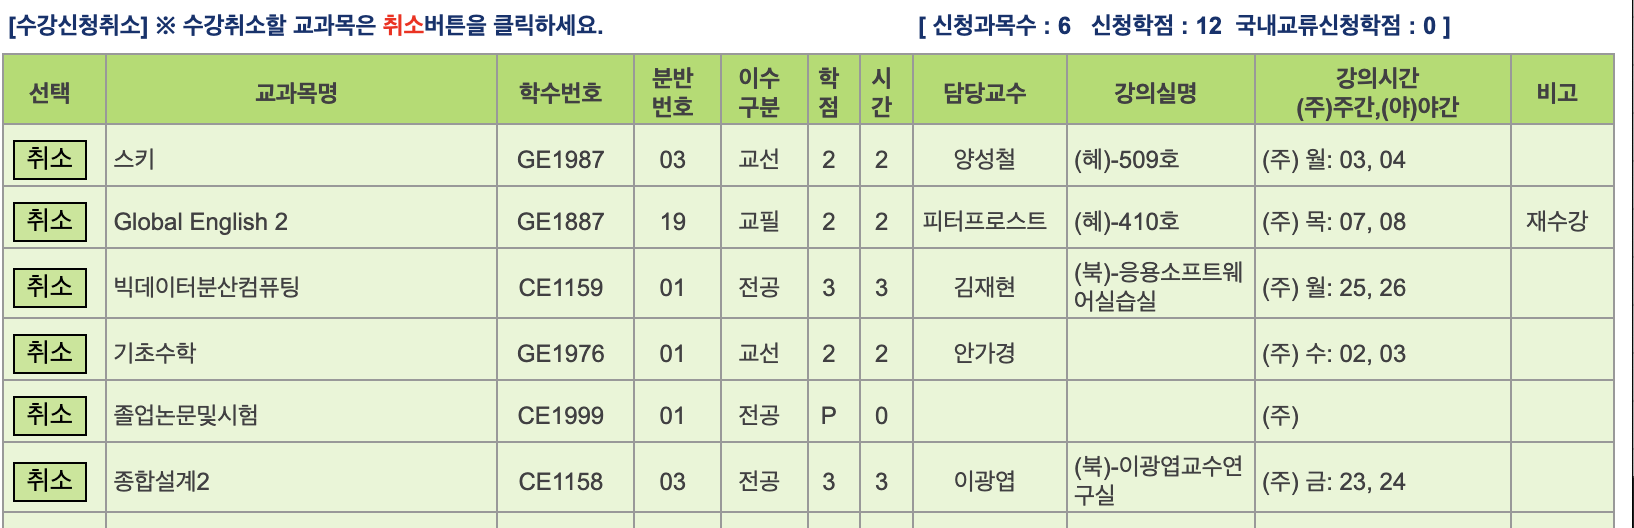 [수강신청취소] ※ 수강취소할 교과목은 취소버튼을 클릭하세요. [ 신청과목수 : 6 신청학점 : 12 국내교류신청학점 : 0 ]
선택 교과목명 학수번호 분반번호 이수구분 학점 시간 담당교수 강의실명 강의시간 (주)주간,(야)야간 비고
취소 스키 GE1987 03 교선 2 2 양성철 (혜)-509호 (주) 월: 03, 04
취소 Global English 2 GE1887 19 교필 2 2 피터프로스트 (혜)-410호 (주) 목: 07, 08 재수강
취소 빅데이터분산컴퓨팅 CE1159 01 전공 3 3 김재현 (북)-응용소프트웨어실습실 (주) 월: 25, 26
취소 기초수학 GE1976 01 교선 2 2 안가경 (주) 수: 02, 03
취소 졸업논문및시험 CE1999 01 전공 P 0 (주)
취소 종합설계2 CE1158 03 전공 3 3 이광엽 (북)-이광엽교수연구실 (주) 금: 23, 24